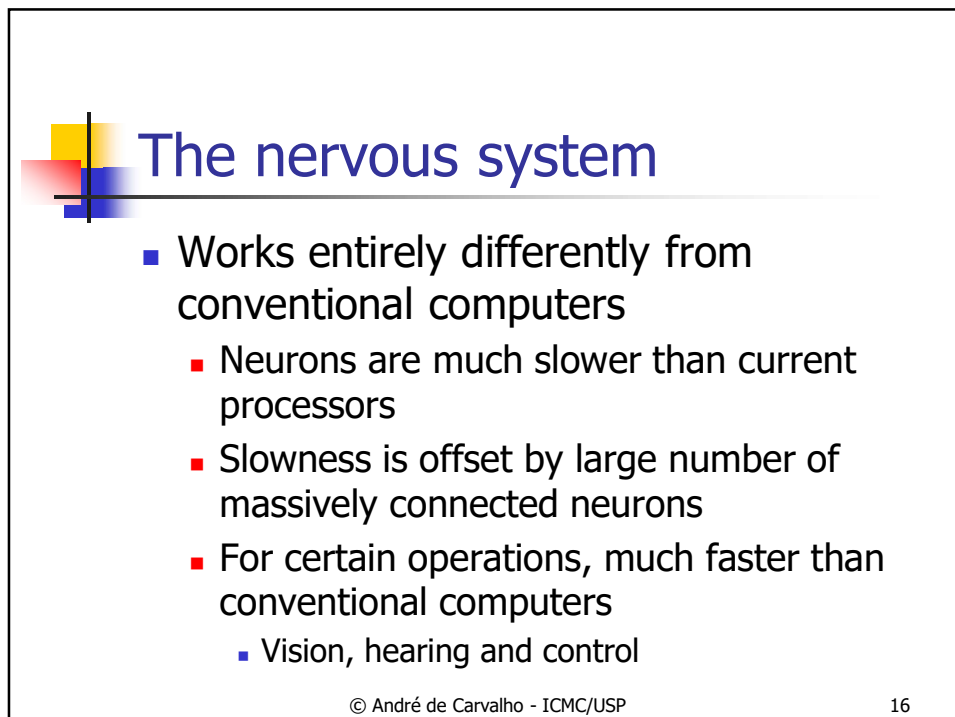 The nervous system
Works entirely differently from
conventional computers
Neurons are much slower than current
processors
Slowness is offset by large number of
massively connected neurons
For certain operations, much faster than
conventional computers
Vision, hearing and control
© André de Carvalho - ICMC/USP
16